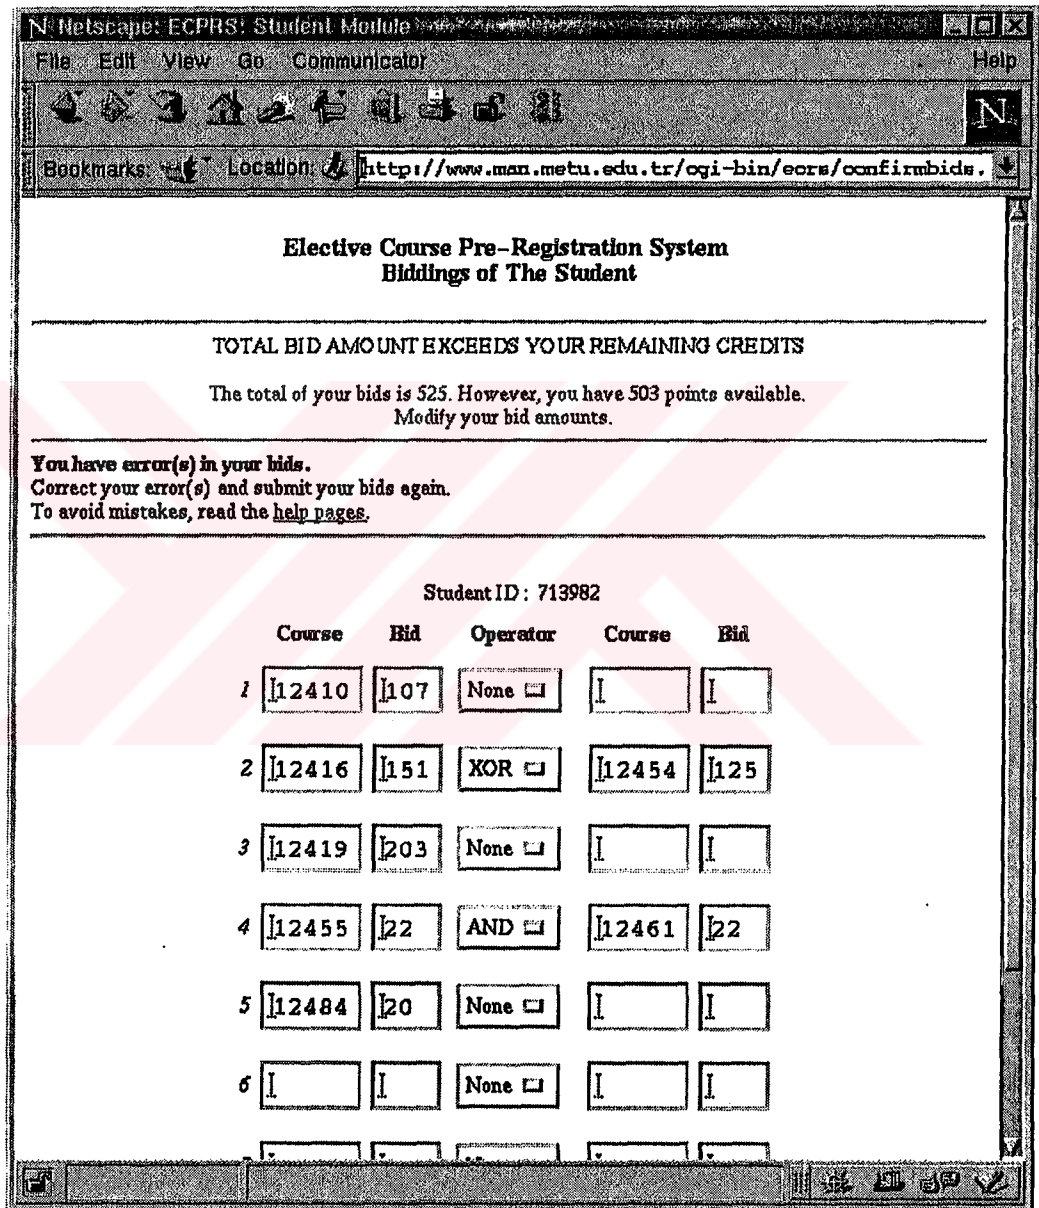 N Netscape: ECPRS: Student Module
File Edit View Go Communicator Help
N
Bookmarks: Location: http://www.man.metu.edu.tr/cgi-bin/ecrs/confirmbids.
Elective Course Pre-Registration System
Biddings of The Student
TOTAL BID AMOUNT EXCEEDS YOUR REMAINING CREDITS
The total of your bids is 525. However, you have 503 points available.
Modify your bid amounts.
You have error(s) in your bids.
Correct your error(s) and submit your bids again.
To avoid mistakes, read the help pages.
Student ID: 713982
Course Bid Operator Course Bid
1 12410 107 None
2 12416 151 XOR 12454 125
3 12419 203 None
4 12455 22 AND 12461 22
5 12484 20 None
6 None